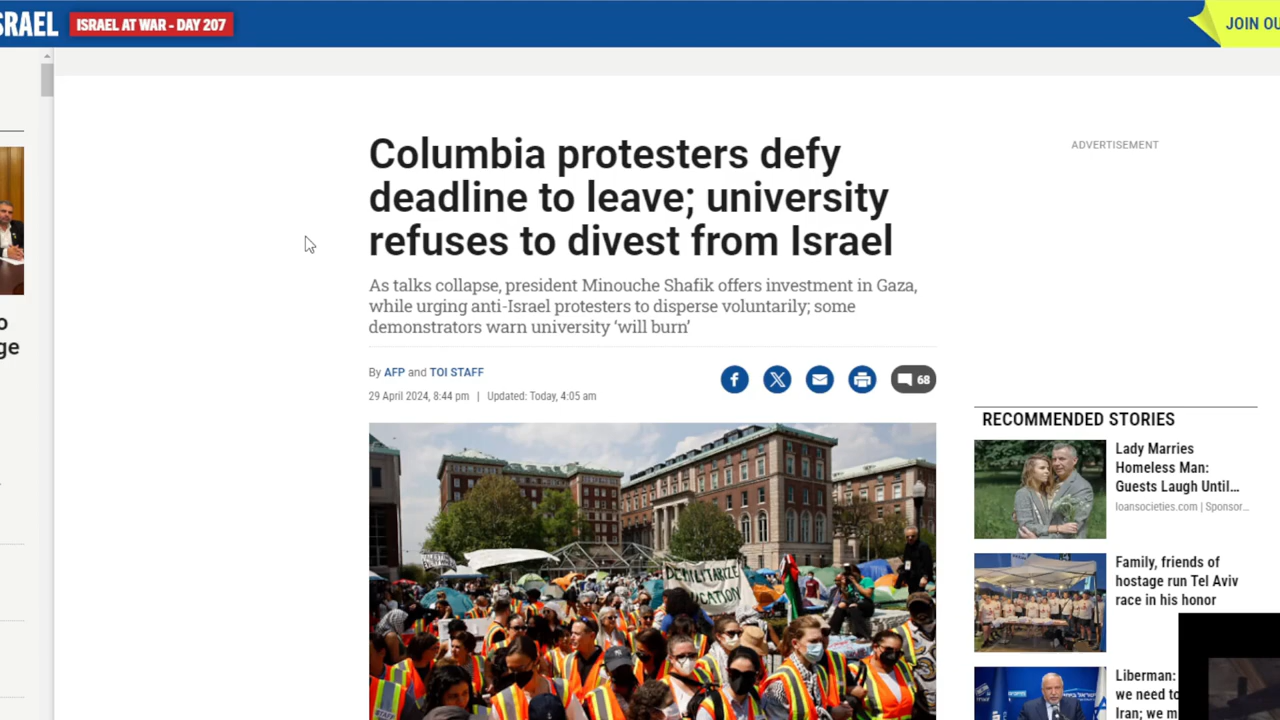 SRAEL
ISRAEL AT WAR - DAY 207
JOIN OU
Columbia protesters defy
deadline to leave; university
refuses to divest from Israel
As talks collapse, president Minouche Shafik offers investment in Gaza,
while urging anti-Israel protesters to disperse voluntarily; some
demonstrators warn university ‘will burn’
By AFP and TOI STAFF
29 April 2024, 8:44 pm | Updated: Today, 4:05 am
68
DEMILITARIZE
EDUCATION
ADVERTISEMENT
RECOMMENDED STORIES
Lady Marries
Homeless Man:
Guests Laugh Until...
loansocieties.com | Sponsor...
Family, friends of
hostage run Tel Aviv
race in his honor
Liberman:
we need to
Iran; we m
o
ge